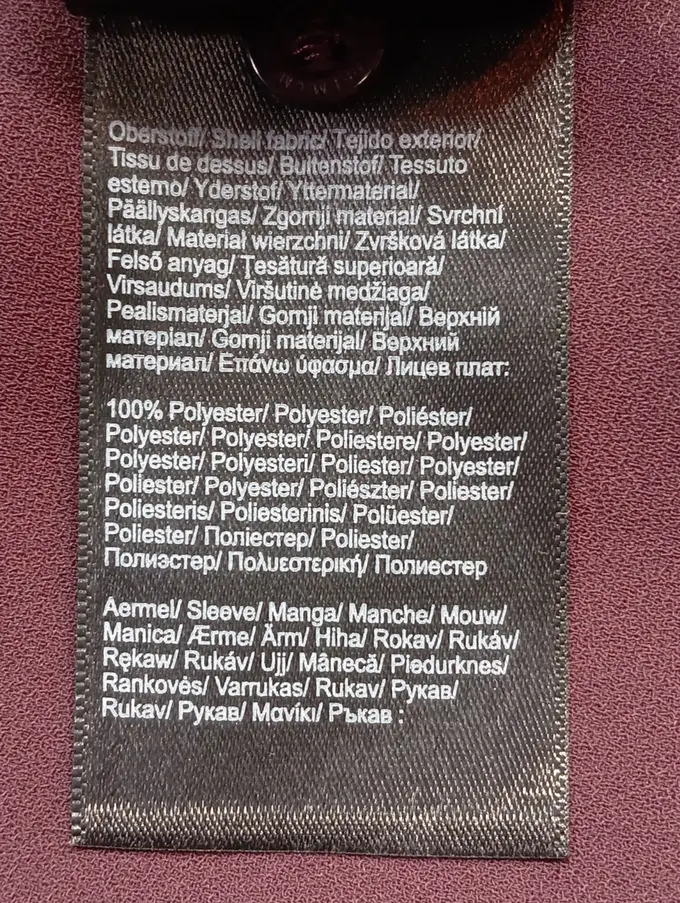 Oberstoff/ Shell fabric/ Tejido exterior/
Tissu de dessus/ Buitenstof/ Tessuto
esterno/ Yderstof/ Yttermaterial/
Päällyskangas/ Zgornji material/ Svrchní
látka/ Materiał wierzchni/ Zvršková látka/
Felső anyag/ Ţesătură superioară/
Virsaudums/ Viršutinė medžiaga/
Pealismaterjal/ Gornji materijal/ Верхній
матеріал/ Gornji materijal/ Верхний
материал/ Επάνω ύφασμα/ Лицев плат:
100% Polyester/ Polyester/ Poliéster/
Polyester/ Polyester/ Poliestere/ Polyester/
Polyester/ Polyesteri/ Poliester/ Polyester/
Poliester/ Polyester/ Poliészter/ Poliester/
Poliesteris/ Poliesterinis/ Polüester/
Poliester/ Поліестер/ Poliester/
Полиэстер/ Πολυεστερική/ Полиестер
Aermel/ Sleeve/ Manga/ Manche/ Mouw/
Manica/ Ærme/ Ärm/ Hiha/ Rokav/ Rukáv/
Rękaw/ Rukáv/ Ujj/ Mânecă/ Piedurknes/
Rankovės/ Varrukas/ Rukav/ Рукав/
Rukav/ Рукав/ Μανίκι/ Ръкав :